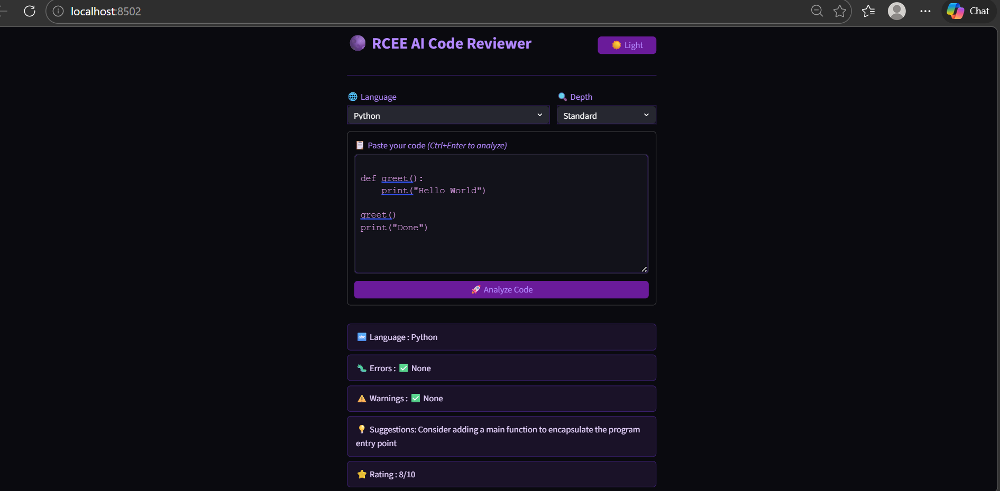 localhost:8502
Chat
RCEE AI Code Reviewer
Light
Language
Depth
Python
Standard
Paste your code (Ctrl+Enter to analyze)
def greet():
    print("Hello World")
greet()
print("Done")
Analyze Code
abc Language : Python
Errors : None
Warnings : None
Suggestions: Consider adding a main function to encapsulate the program
entry point
Rating : 8/10